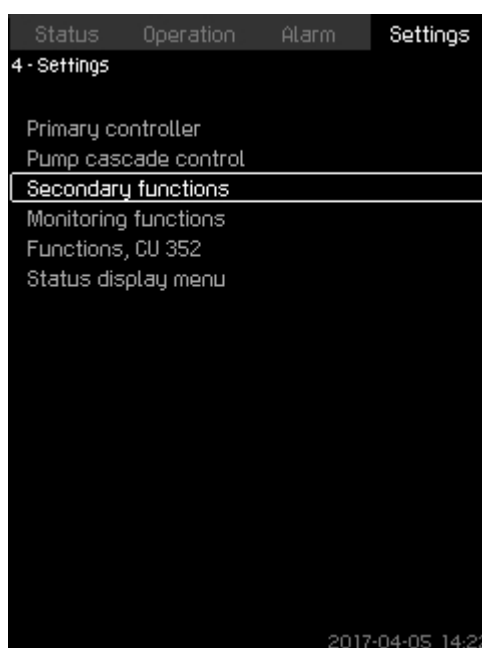 Status Operation Alarm Settings
4 - Settings
Primary controller
Pump cascade control
Secondary functions
Monitoring functions
Functions, CU 352
Status display menu
2017-04-05